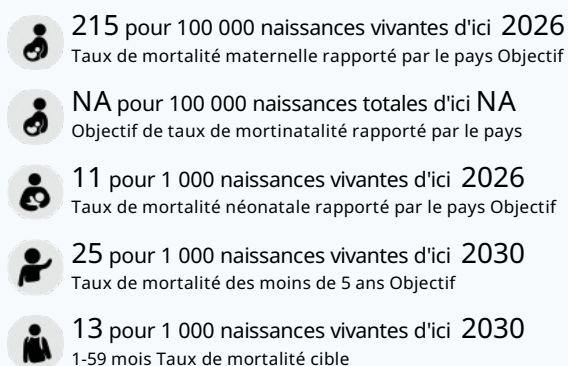 215 pour 100 000 naissances vivantes d'ici 2026
Taux de mortalité maternelle rapporté par le pays Objectif
NA pour 100 000 naissances totales d'ici NA
Objectif de taux de mortinatalité rapporté par le pays
11 pour 1 000 naissances vivantes d'ici 2026
Taux de mortalité néonatale rapporté par le pays Objectif
25 pour 1 000 naissances vivantes d'ici 2030
Taux de mortalité des moins de 5 ans Objectif
13 pour 1 000 naissances vivantes d'ici 2030
1-59 mois Taux de mortalité cible